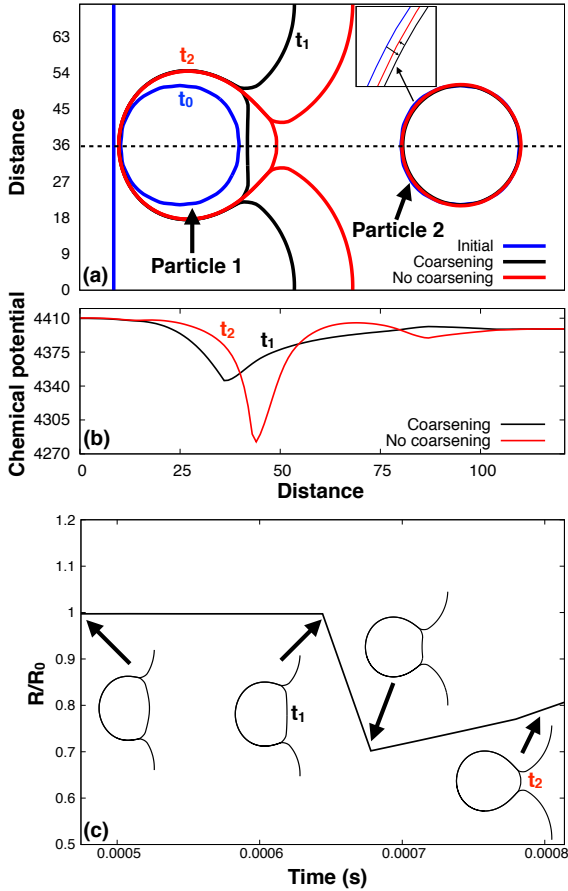 63
54
45
36
27
18
9
0
Distance
t₂
t₁
t₀
Particle 1
Particle 2
Initial
Coarsening
No coarsening
(a)
4410
4375
4340
4305
4270
Chemical potential
t₂
t₁
Coarsening
No coarsening
(b)
0
25
50
75
100
Distance
1.2
1.1
1
0.9
0.8
0.7
0.6
0.5
R/R₀
t₁
t₂
(c)
0.0005
0.0006
0.0007
0.0008
Time (s)